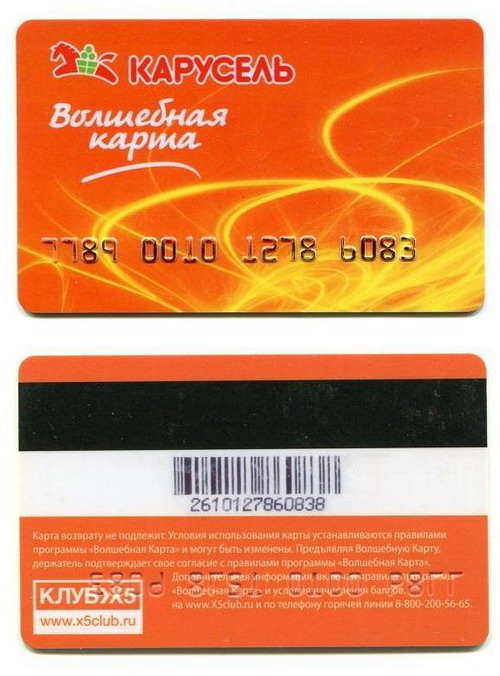 КАРУСЕЛЬ
Волшебная
карта
7789 0010 1278 6083
2610127860838
Карта возврату не подлежит. Условия использования карты устанавливаются правилами
программы «Волшебная Карта» и могут быть изменены. Предъявляя Волшебную Карту,
держатель подтверждает свое согласие с правилами программы «Волшебная Карта».
Дополнительная информация, включая правила программы
«Волшебная Карта» и условия начисления баллов,
на www.X5club.ru и по телефону горячей линии 8-800-200-56-65.
КЛУБ X5
www.x5club.ru